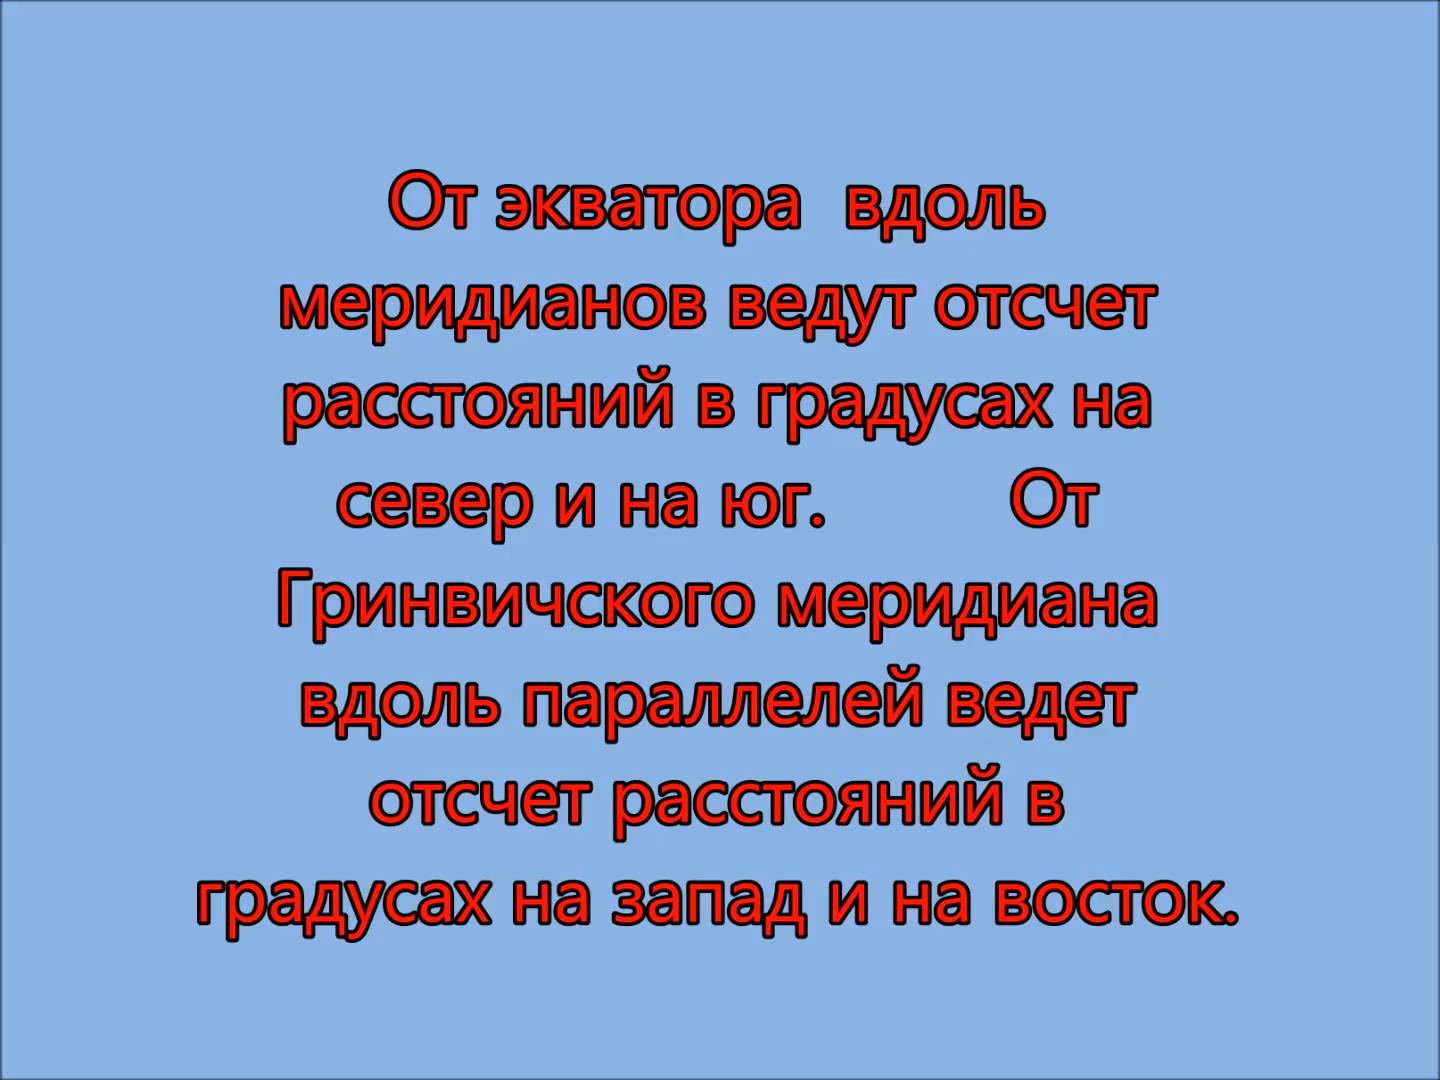 От экватора  вдоль
меридианов ведут отсчет
расстояний в градусах на
север и на юг.         От
Гринвичского меридиана
вдоль параллелей ведет
отсчет расстояний в
градусах на запад и на восток.